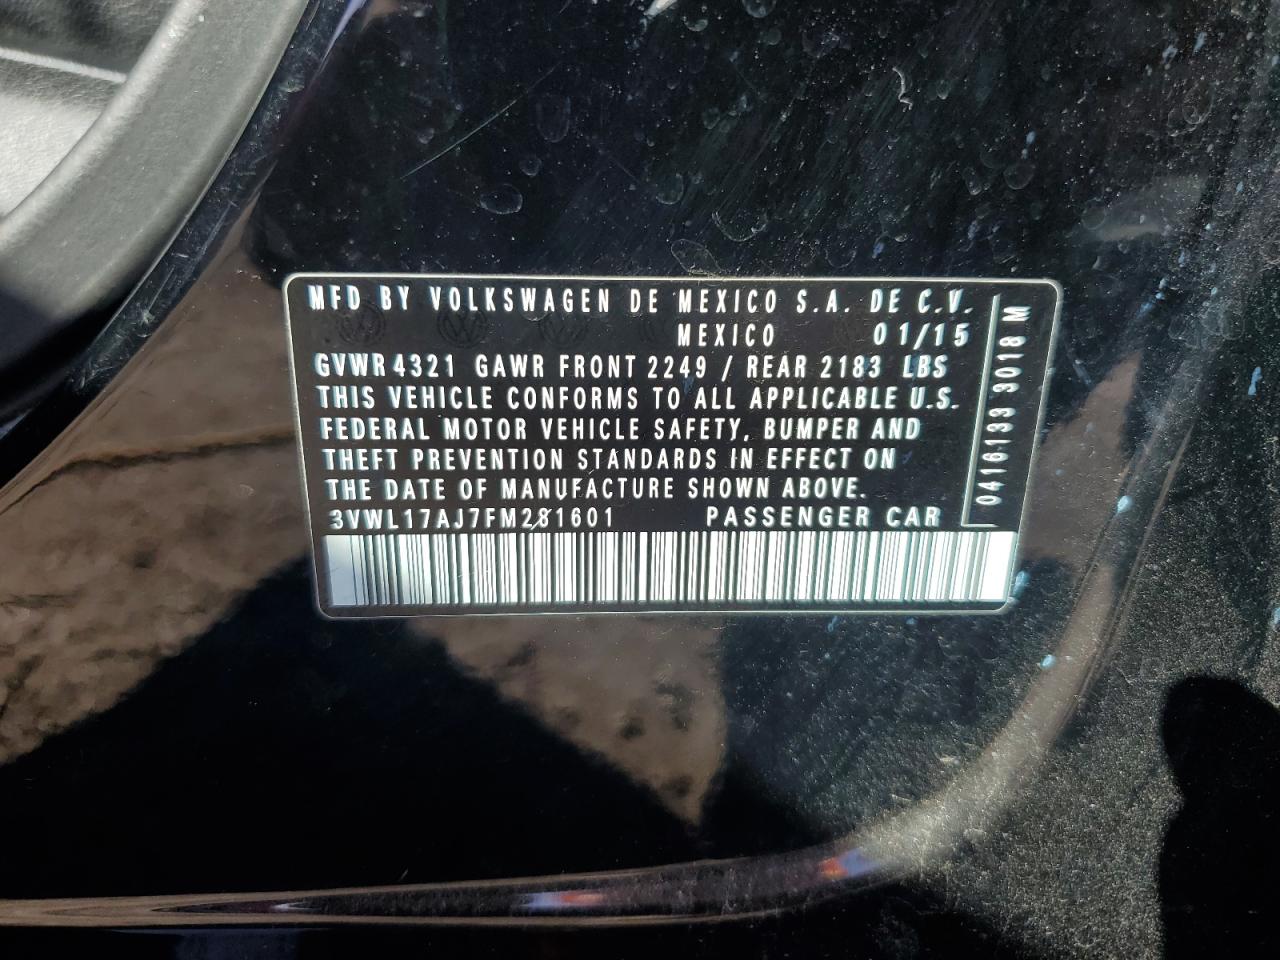 MFD BY VOLKSWAGEN DE MEXICO S.A. DE C.V.
MEXICO 01/15
GVWR 4321 GAWR FRONT 2249 / REAR 2183 LBS
THIS VEHICLE CONFORMS TO ALL APPLICABLE U.S.
FEDERAL MOTOR VEHICLE SAFETY, BUMPER AND
THEFT PREVENTION STANDARDS IN EFFECT ON
THE DATE OF MANUFACTURE SHOWN ABOVE.
3VWL17AJ7FM281601 PASSENGER CAR
0416133 3018 M